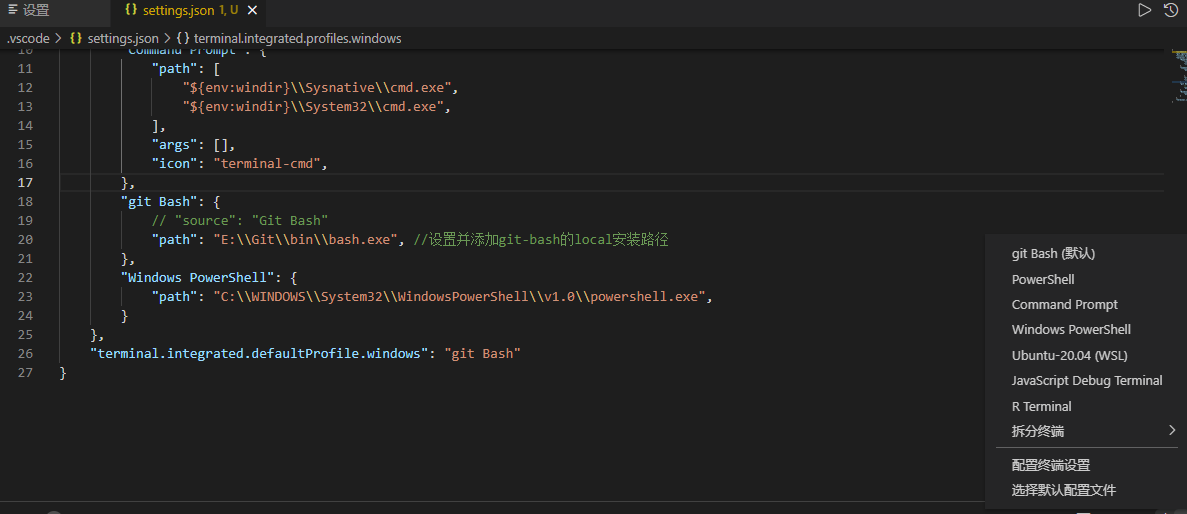 设置
{} settings.json 1, U
.vscode > {} settings.json > {} terminal.integrated.profiles.windows
10 "Command Prompt": {
11 "path": [
12 "${env:windir}\\Sysnative\\cmd.exe",
13 "${env:windir}\\System32\\cmd.exe",
14 ],
15 "args": [],
16 "icon": "terminal-cmd",
17 },
18 "git Bash": {
19 // "source": "Git Bash"
20 "path": "E:\\Git\\bin\\bash.exe", //设置并添加git-bash的local安装路径
21 },
22 "Windows PowerShell": {
23 "path": "C:\\WINDOWS\\System32\\WindowsPowerShell\\v1.0\\powershell.exe",
24 }
25 },
26 "terminal.integrated.defaultProfile.windows": "git Bash"
27 }
git Bash (默认)
PowerShell
Command Prompt
Windows PowerShell
Ubuntu-20.04 (WSL)
JavaScript Debug Terminal
R Terminal
拆分终端
配置终端设置
选择默认配置文件